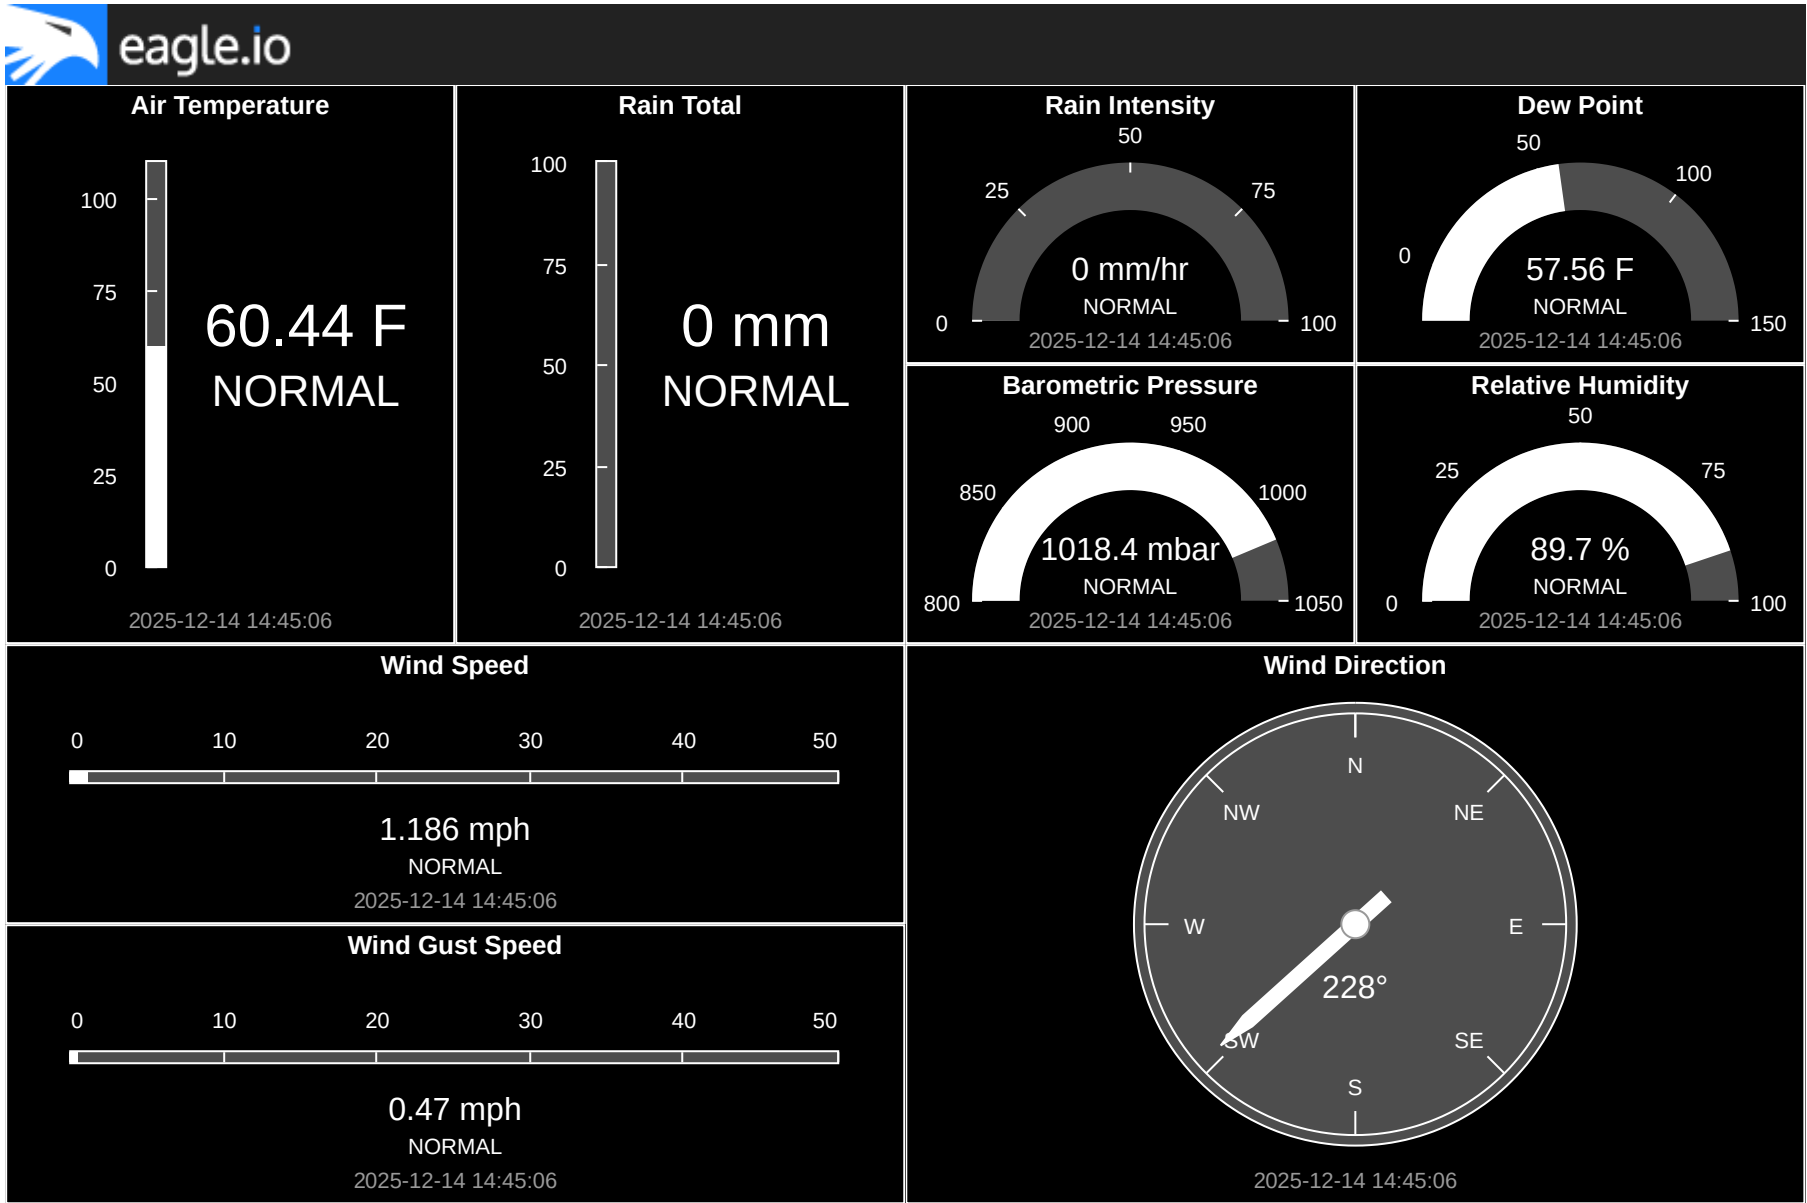 eagle.io
Air Temperature
100
75
50
25
0
60.44 F
NORMAL
2025-12-14 14:45:06
Rain Total
100
75
50
25
0
0 mm
NORMAL
2025-12-14 14:45:06
Rain Intensity
0
25
50
75
100
0 mm/hr
NORMAL
2025-12-14 14:45:06
Dew Point
0
50
100
150
57.56 F
NORMAL
2025-12-14 14:45:06
Barometric Pressure
800
850
900
950
1000
1050
1018.4 mbar
NORMAL
2025-12-14 14:45:06
Relative Humidity
0
25
50
75
100
89.7 %
NORMAL
2025-12-14 14:45:06
Wind Speed
0 10 20 30 40 50
1.186 mph
NORMAL
2025-12-14 14:45:06
Wind Gust Speed
0 10 20 30 40 50
0.47 mph
NORMAL
2025-12-14 14:45:06
Wind Direction
N
NW NE
W E
228°
SW SE
S
2025-12-14 14:45:06